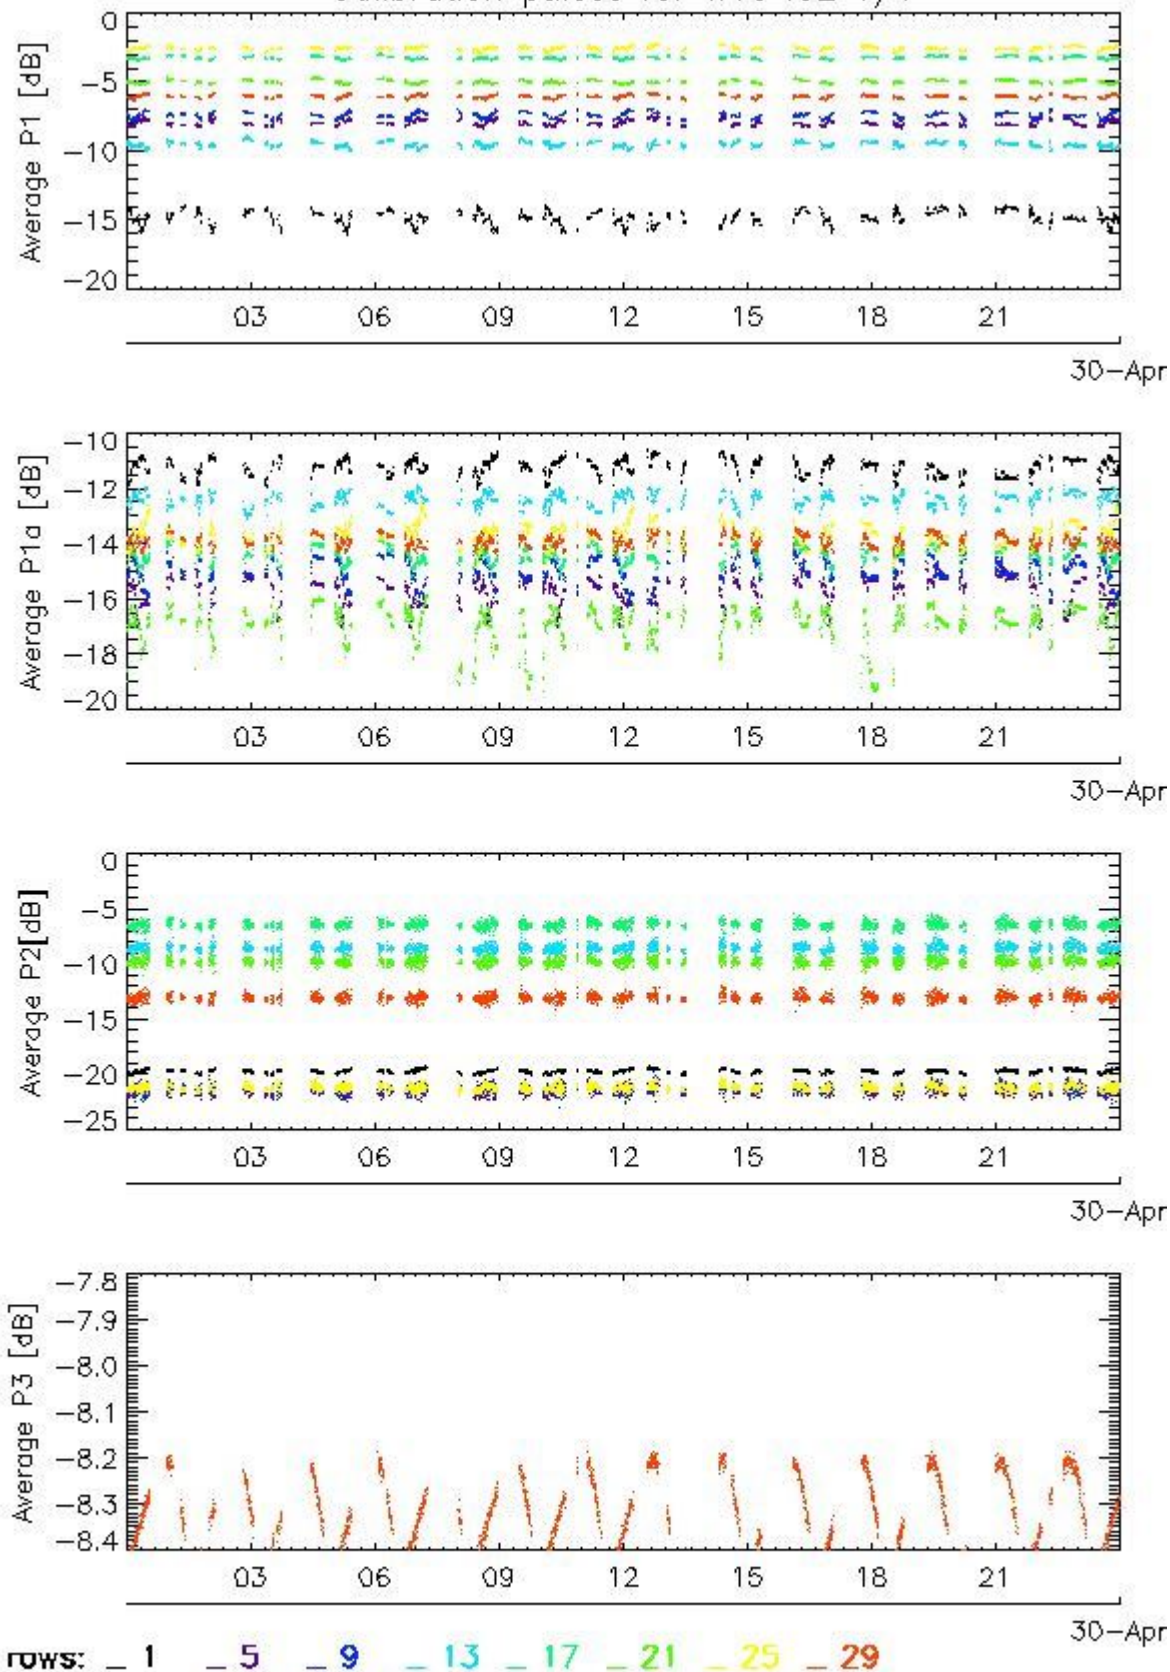 0
−5
−10
−15
−20
Average P1 [dB]
03 06 09 12 15 18 21
30−Apr
−10
−12
−14
−16
−18
−20
Average P1a [dB]
03 06 09 12 15 18 21
30−Apr
0
−5
−10
−15
−20
−25
Average P2[dB]
03 06 09 12 15 18 21
30−Apr
−7.8
−7.9
−8.0
−8.1
−8.2
−8.3
−8.4
Average P3 [dB]
03 06 09 12 15 18 21
30−Apr
rows: _ 1 _ 5 _ 9 _ 13 _ 17 _ 21 _ 25 _ 29